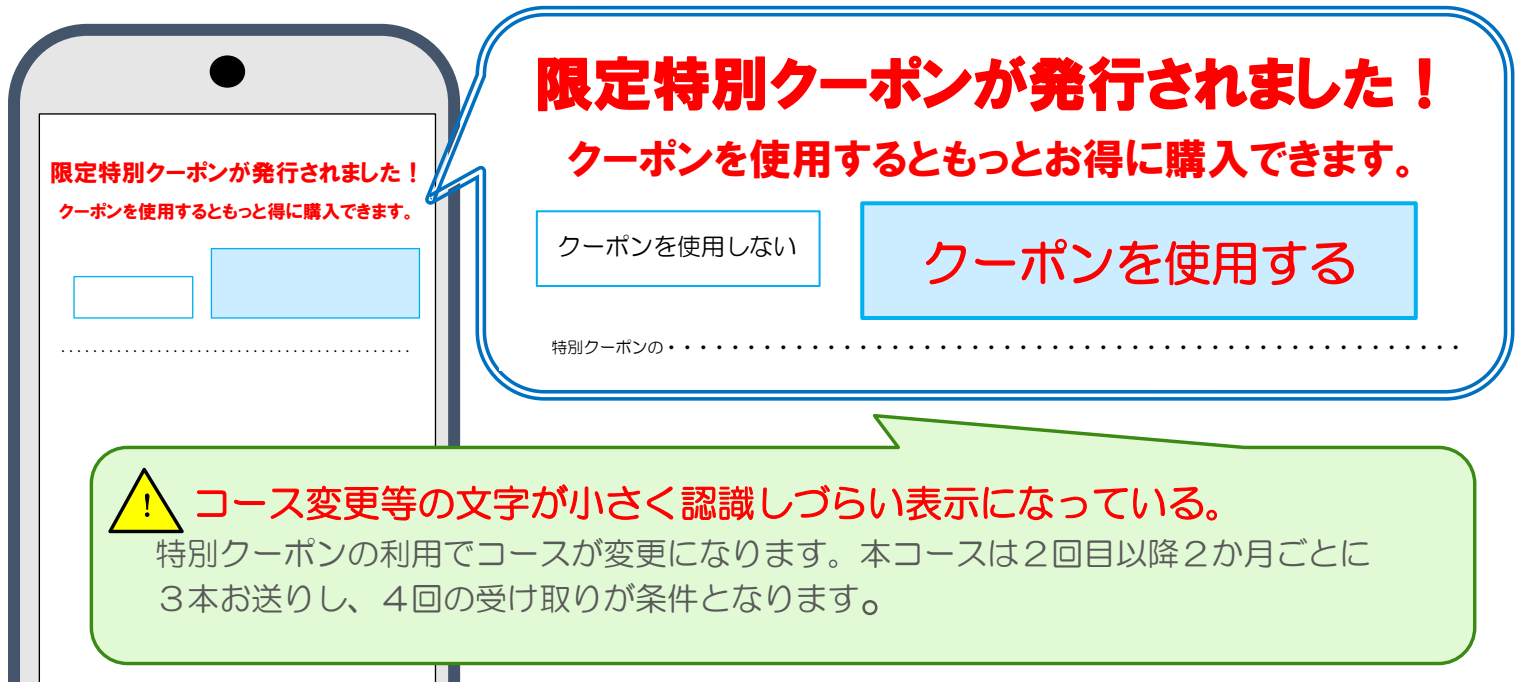 限定特別クーポンが発行されました！
クーポンを使用するともっと得に購入できます。
限定特別クーポンが発行されました！
クーポンを使用するともっとお得に購入できます。
クーポンを使用しない
クーポンを使用する
特別クーポンの・・・・・・・・・・・・・・・・・・・・・・・・・・・・・・・・・・・・・・・・・・・・・・・・・・
! コース変更等の文字が小さく認識しづらい表示になっている。
特別クーポンの利用でコースが変更になります。本コースは２回目以降２か月ごとに
３本お送りし、４回の受け取りが条件となります。